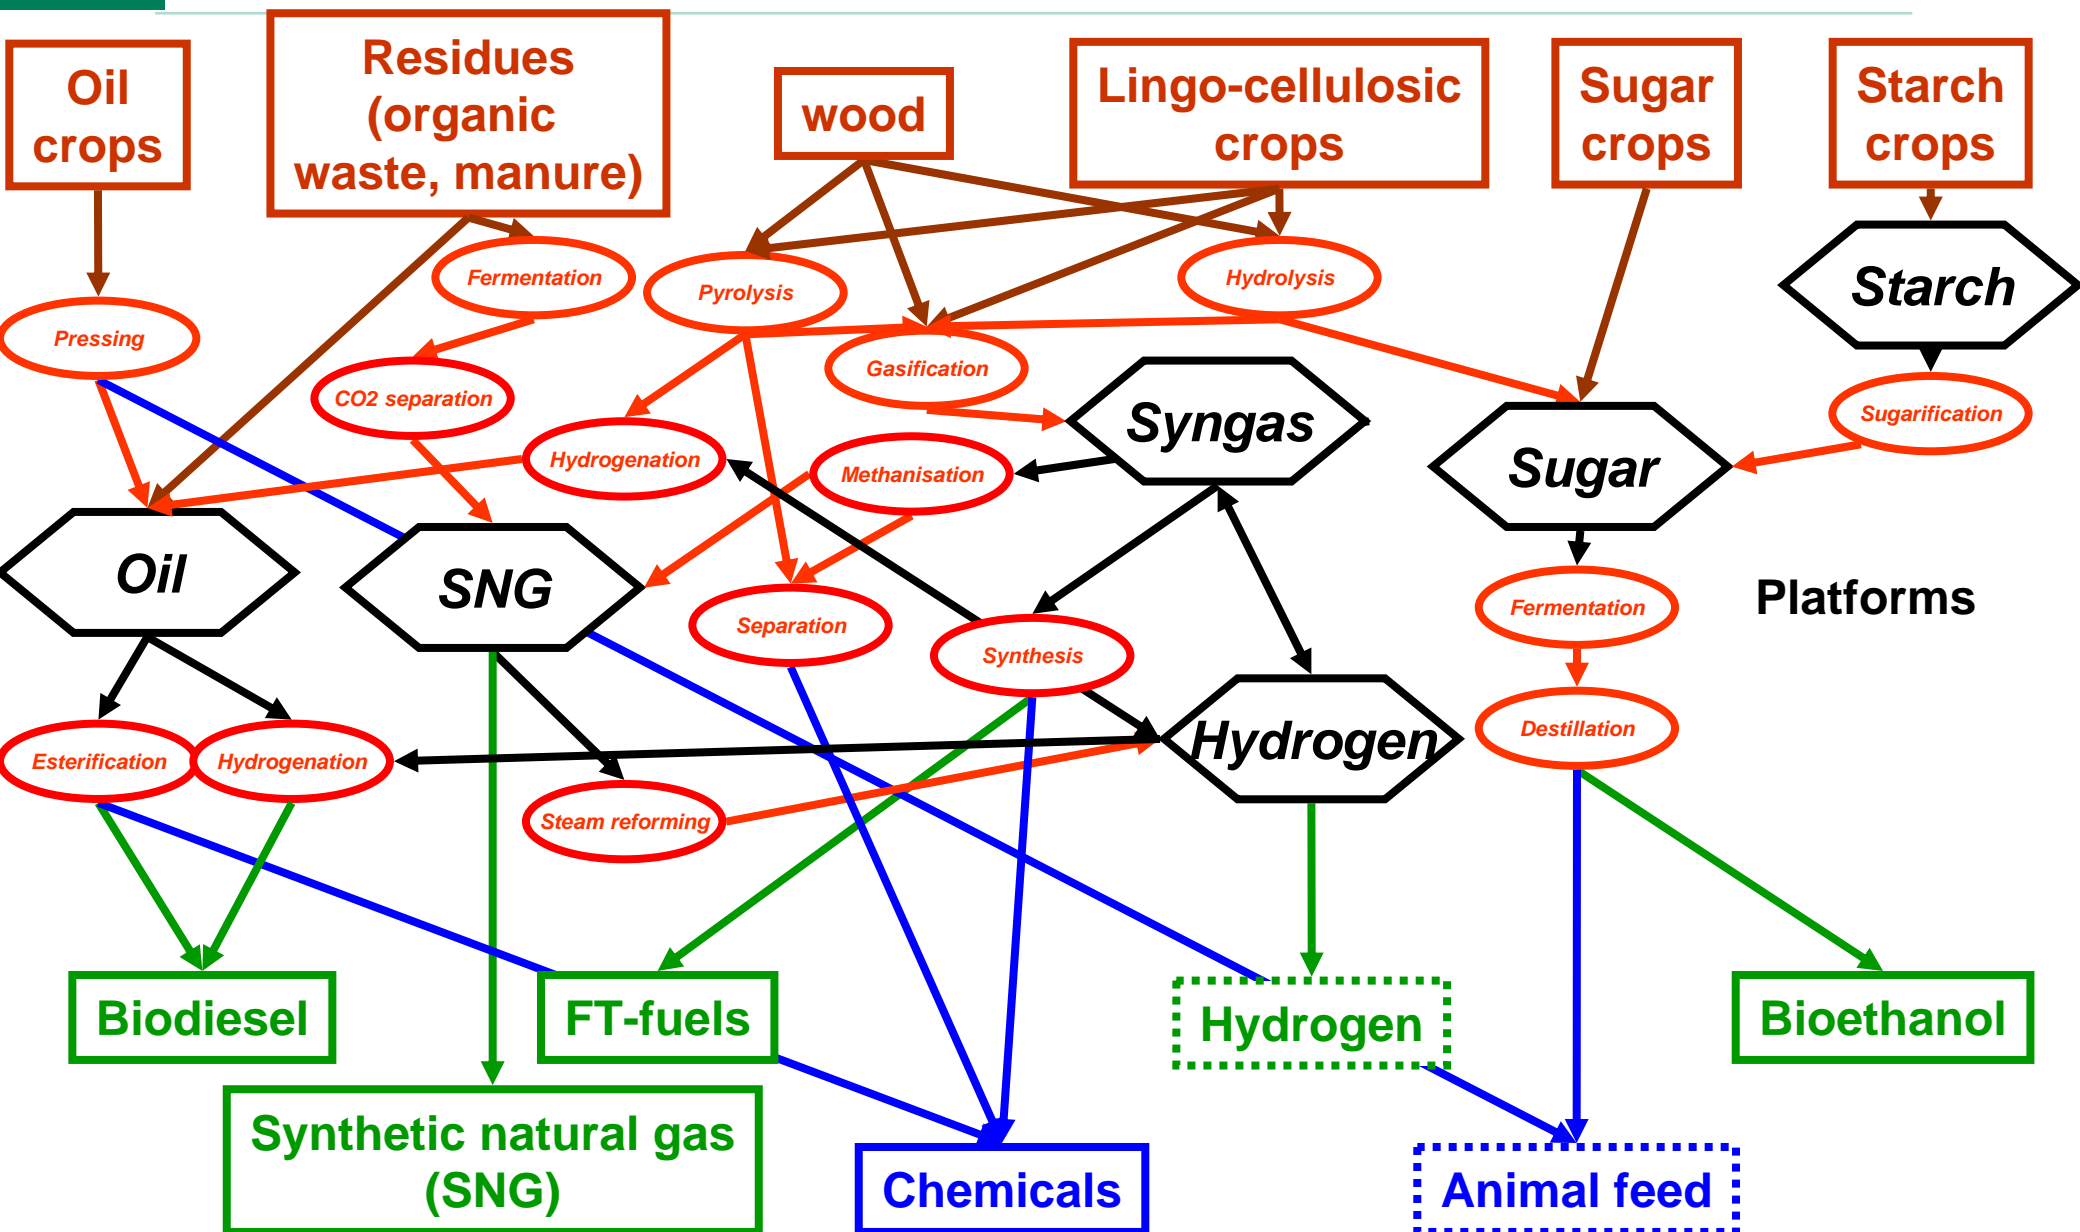 Oil
crops
Residues
(organic
waste, manure)
wood
Lingo-cellulosic
crops
Sugar
crops
Starch
crops
Fermentation
Pyrolysis
Hydrolysis
Starch
Pressing
CO2 separation
Gasification
Syngas
Sugarification
Hydrogenation
Methanisation
Sugar
Oil
SNG
Separation
Synthesis
Fermentation
Platforms
Esterification
Hydrogenation
Steam reforming
Hydrogen
Destillation
Biodiesel
FT-fuels
Hydrogen
Bioethanol
Synthetic natural gas
(SNG)
Chemicals
Animal feed